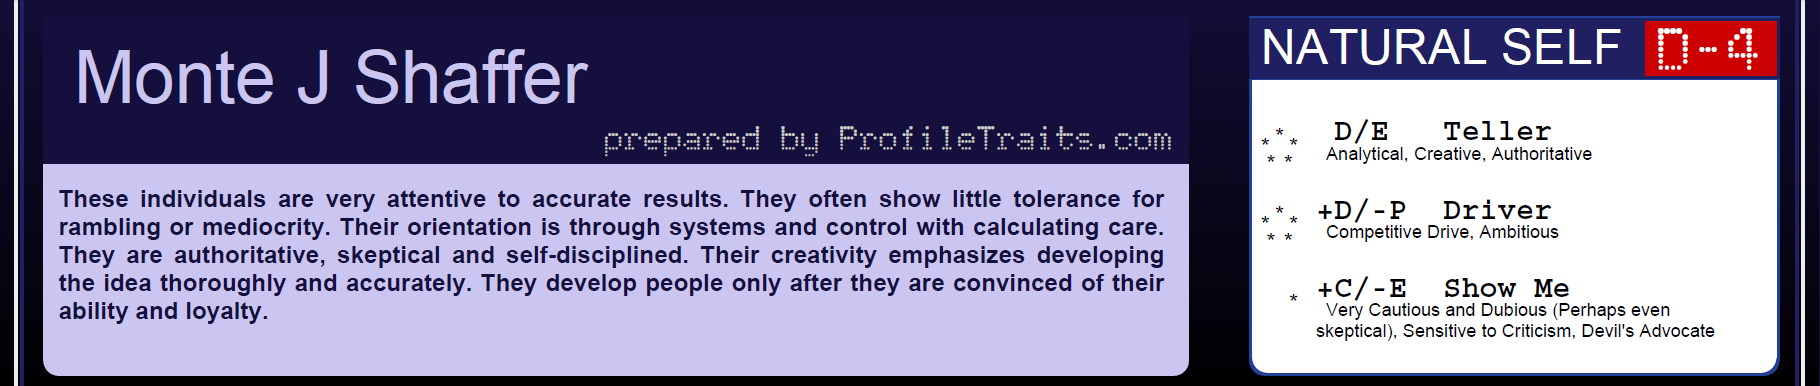 Monte J Shaffer
prepared by ProfileTraits.com
These individuals are very attentive to accurate results. They often show little tolerance for
rambling or mediocrity. Their orientation is through systems and control with calculating care.
They are authoritative, skeptical and self-disciplined. Their creativity emphasizes developing
the idea thoroughly and accurately. They develop people only after they are convinced of their
ability and loyalty.
NATURAL SELF D-4
***** D/E Teller
Analytical, Creative, Authoritative
***** +D/-P Driver
Competitive Drive, Ambitious
* +C/-E Show Me
Very Cautious and Dubious (Perhaps even
skeptical), Sensitive to Criticism, Devil's Advocate